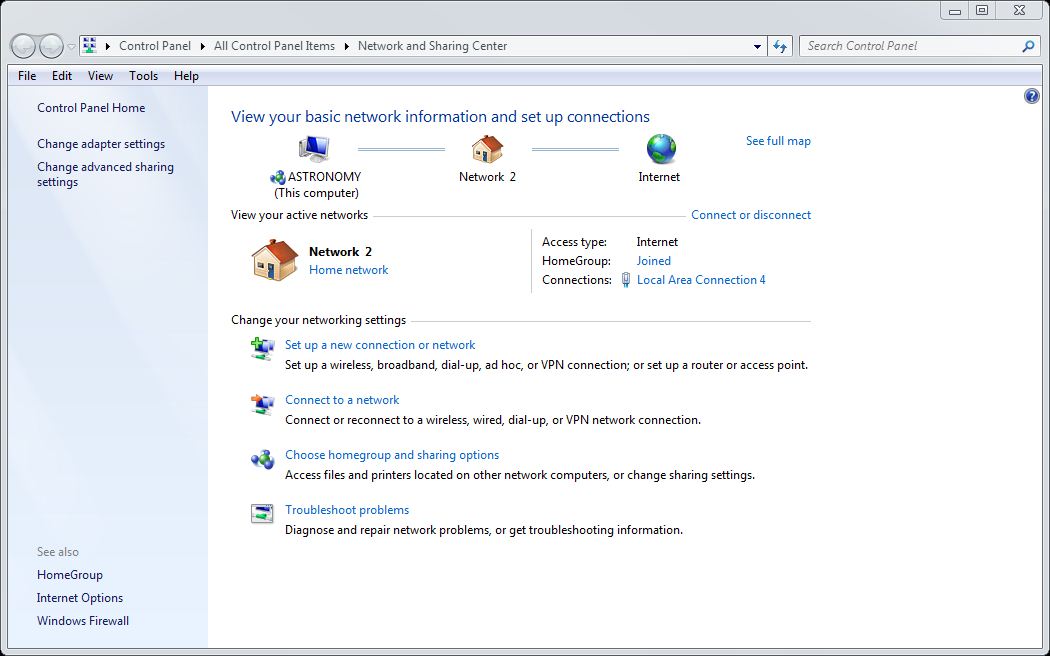 Control Panel
All Control Panel Items
Network and Sharing Center
Search Control Panel
File Edit View Tools Help
Control Panel Home
Change adapter settings
Change advanced sharing
settings
See also
HomeGroup
Internet Options
Windows Firewall
View your basic network information and set up connections
See full map
ASTRONOMY
(This computer)
Network 2
Internet
View your active networks
Connect or disconnect
Network 2
Home network
Access type: Internet
HomeGroup: Joined
Connections: Local Area Connection 4
Change your networking settings
Set up a new connection or network
Set up a wireless, broadband, dial-up, ad hoc, or VPN connection; or set up a router or access point.
Connect to a network
Connect or reconnect to a wireless, wired, dial-up, or VPN network connection.
Choose homegroup and sharing options
Access files and printers located on other network computers, or change sharing settings.
Troubleshoot problems
Diagnose and repair network problems, or get troubleshooting information.